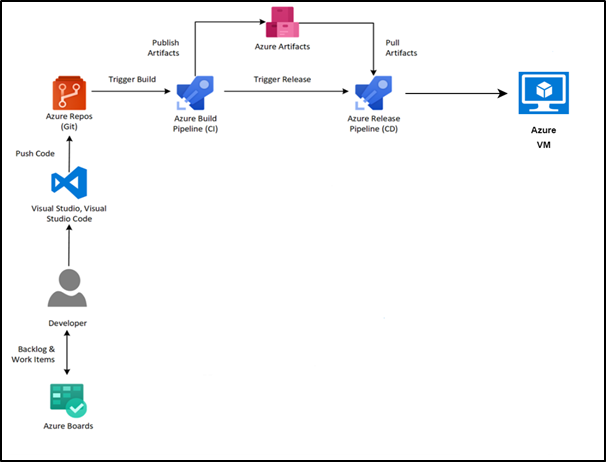 Publish
Artifacts
Azure Artifacts
Pull
Artifacts
Trigger Build
Trigger Release
Azure Repos
(Git)
Azure Build
Pipeline (CI)
Azure Release
Pipeline (CD)
Azure
VM
Push Code
Visual Studio, Visual
Studio Code
Developer
Backlog &
Work Items
Azure Boards